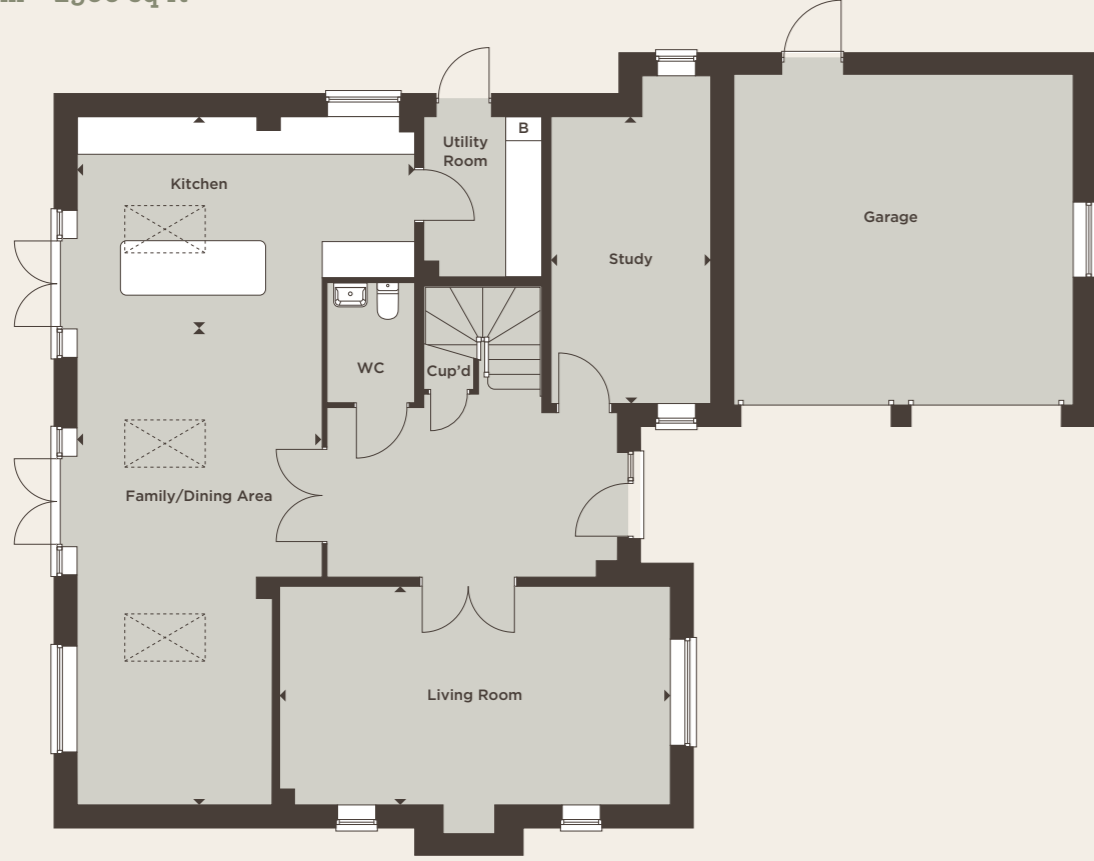 Utility
Room
B
Kitchen
Garage
Study
WC
Cup'd
Family/Dining Area
Living Room